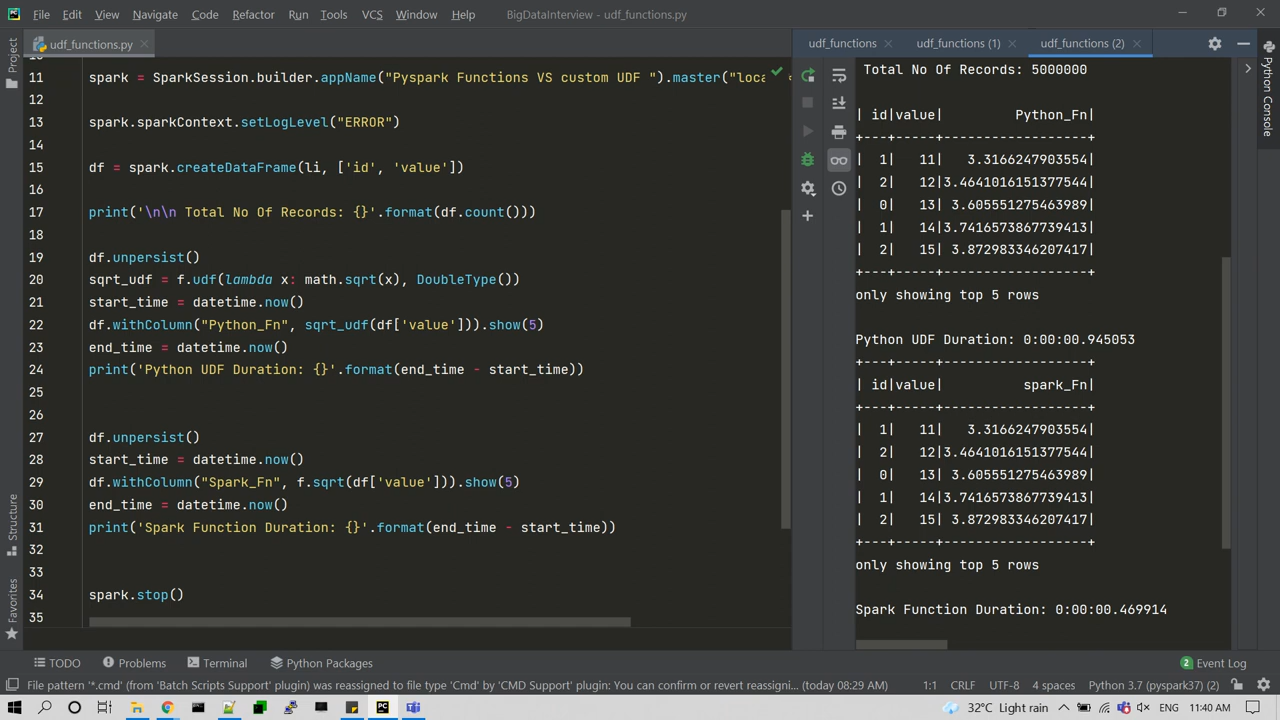 File Edit View Navigate Code Refactor Run Tools VCS Window Help BigDataInterview - udf_functions.py
udf_functions.py
udf_functions udf_functions (1) udf_functions (2)
Project
Structure
Favorites
Python Console
11 spark = SparkSession.builder.appName("Pyspark Functions VS custom UDF ").master("loca
12
13 spark.sparkContext.setLogLevel("ERROR")
14
15 df = spark.createDataFrame(li, ['id', 'value'])
16
17 print('\n\n Total No Of Records: {}'.format(df.count()))
18
19 df.unpersist()
20 sqrt_udf = f.udf(lambda x: math.sqrt(x), DoubleType())
21 start_time = datetime.now()
22 df.withColumn("Python_Fn", sqrt_udf(df['value'])).show(5)
23 end_time = datetime.now()
24 print('Python UDF Duration: {}'.format(end_time - start_time))
25
26
27 df.unpersist()
28 start_time = datetime.now()
29 df.withColumn("Spark_Fn", f.sqrt(df['value'])).show(5)
30 end_time = datetime.now()
31 print('Spark Function Duration: {}'.format(end_time - start_time))
32
33
34 spark.stop()
35
Total No Of Records: 5000000
| id|value| Python_Fn|
+---+-----+------------------+
| 1| 11| 3.3166247903554|
| 2| 12|3.4641016151377544|
| 0| 13| 3.605551275463989|
| 1| 14|3.7416573867739413|
| 2| 15| 3.872983346207417|
+---+-----+------------------+
only showing top 5 rows
Python UDF Duration: 0:00:00.945053
+---+-----+------------------+
| id|value| spark_Fn|
+---+-----+------------------+
| 1| 11| 3.3166247903554|
| 2| 12|3.4641016151377544|
| 0| 13| 3.605551275463989|
| 1| 14|3.7416573867739413|
| 2| 15| 3.872983346207417|
+---+-----+------------------+
only showing top 5 rows
Spark Function Duration: 0:00:00.469914
TODO Problems Terminal Python Packages 2 Event Log
File pattern '*.cmd' (from 'Batch Scripts Support' plugin) was reassigned to file type 'Cmd' by 'CMD Support' plugin: You can confirm or revert reassigni... (today 08:29 AM) 1:1 CRLF UTF-8 4 spaces Python 3.7 (pyspark37) (2)
32°C Light rain ENG 11:40 AM